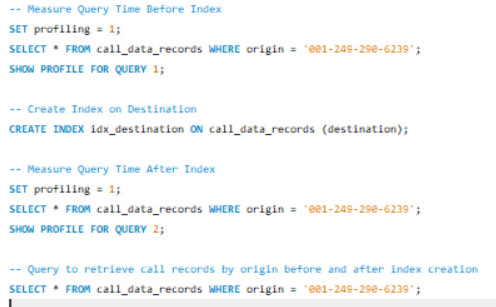 -- Measure Query Time Before Index
SET profiling = 1;
SELECT * FROM call_data_records WHERE origin = '001-249-290-6239';
SHOW PROFILE FOR QUERY 1;
-- Create Index on Destination
CREATE INDEX idx_destination ON call_data_records (destination);
-- Measure Query Time After Index
SET profiling = 1;
SELECT * FROM call_data_records WHERE origin = '001-249-290-6239';
SHOW PROFILE FOR QUERY 2;
-- Query to retrieve call records by origin before and after index creation
SELECT * FROM call_data_records WHERE origin = '001-249-290-6239';